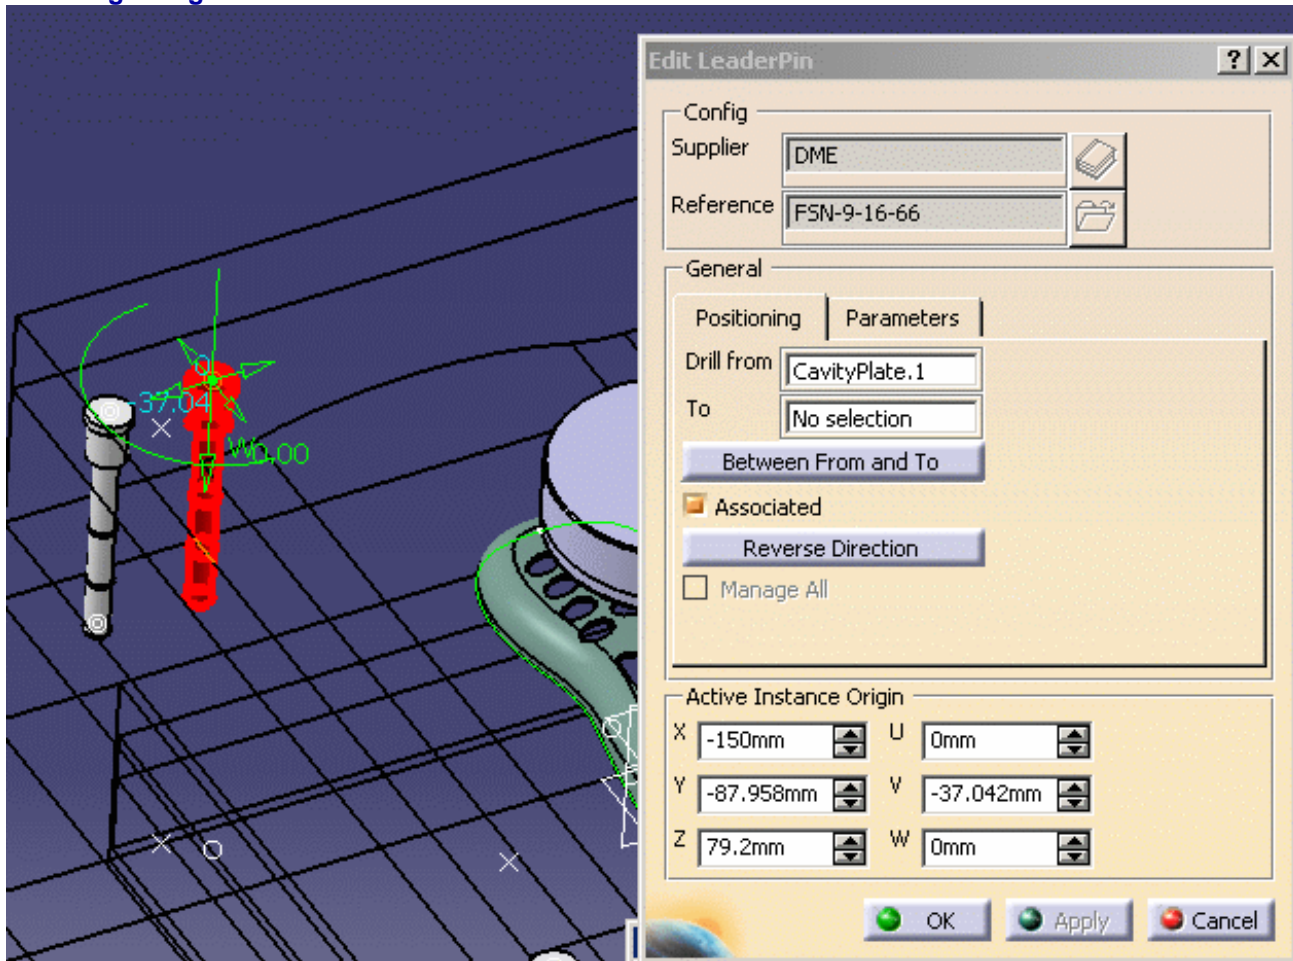 Edit LeaderPin
Config
Supplier DME
Reference FSN-9-16-66
General
Positioning Parameters
Drill from CavityPlate.1
To No selection
Between From and To
Associated
Reverse Direction
Manage All
Active Instance Origin
X -150mm U 0mm
Y -87.958mm V -37.042mm
Z 79.2mm W 0mm
OK Apply Cancel
0
-37.04
W0,00